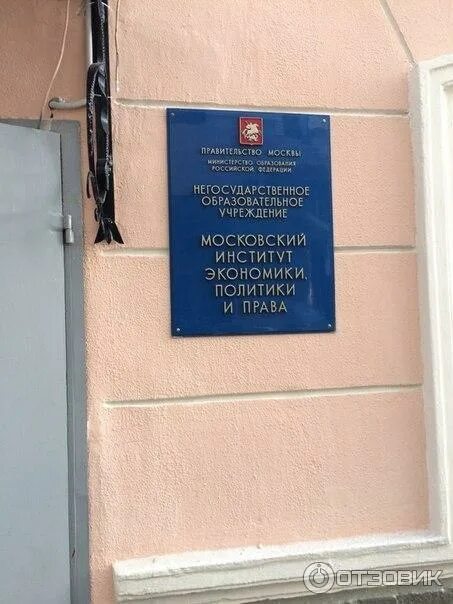 ПРАВИТЕЛЬСТВО МОСКВЫ
МИНИСТЕРСТВО ОБРАЗОВАНИЯ
РОССИЙСКОЙ ФЕДЕРАЦИИ
НЕГОСУДАРСТВЕННОЕ
ОБРАЗОВАТЕЛЬНОЕ
УЧРЕЖДЕНИЕ
МОСКОВСКИЙ
ИНСТИТУТ
ЭКОНОМИКИ,
ПОЛИТИКИ
И ПРАВА
ОТЗОВИК